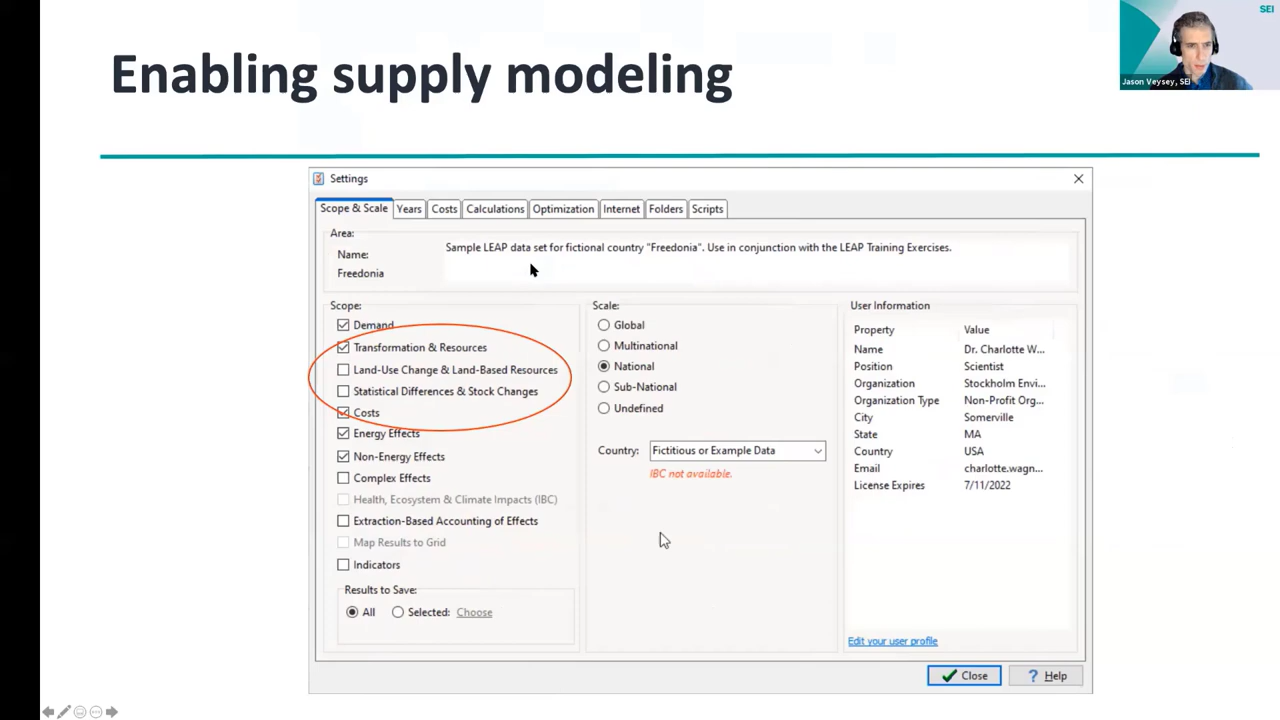 SEI
Jason Veysey, SEI
Enabling supply modeling
Settings
Scope & Scale Years Costs Calculations Optimization Internet Folders Scripts
Area:
Name:
Freedonia
Sample LEAP data set for fictional country "Freedonia". Use in conjunction with the LEAP Training Exercises.
Scope:
Demand
Transformation & Resources
Land-Use Change & Land-Based Resources
Statistical Differences & Stock Changes
Costs
Energy Effects
Non-Energy Effects
Complex Effects
Health, Ecosystem & Climate Impacts (IBC)
Extraction-Based Accounting of Effects
Map Results to Grid
Indicators
Results to Save:
All Selected: Choose
Scale:
Global
Multinational
National
Sub-National
Undefined
Country: Fictitious or Example Data
IBC not available.
User Information
Property Value
Name Dr. Charlotte W...
Position Scientist
Organization Stockholm Envi...
Organization Type Non-Profit Org...
City Somerville
State MA
Country USA
Email charlotte.wagn...
License Expires 7/11/2022
Edit your user profile
Close ? Help